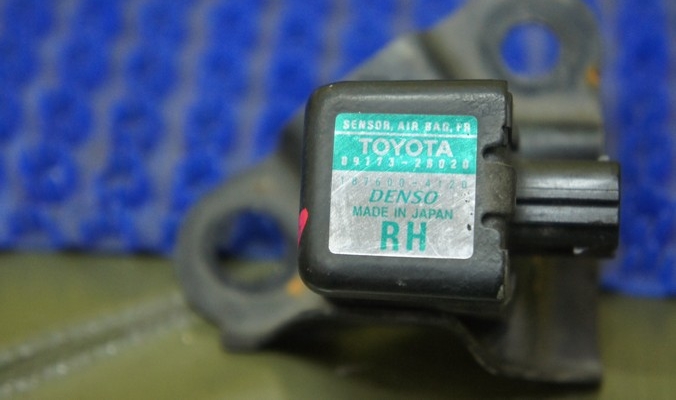 SENSOR, AIR BAG, FR
TOYOTA
89173-28020
DENSO
MADE IN JAPAN
RH